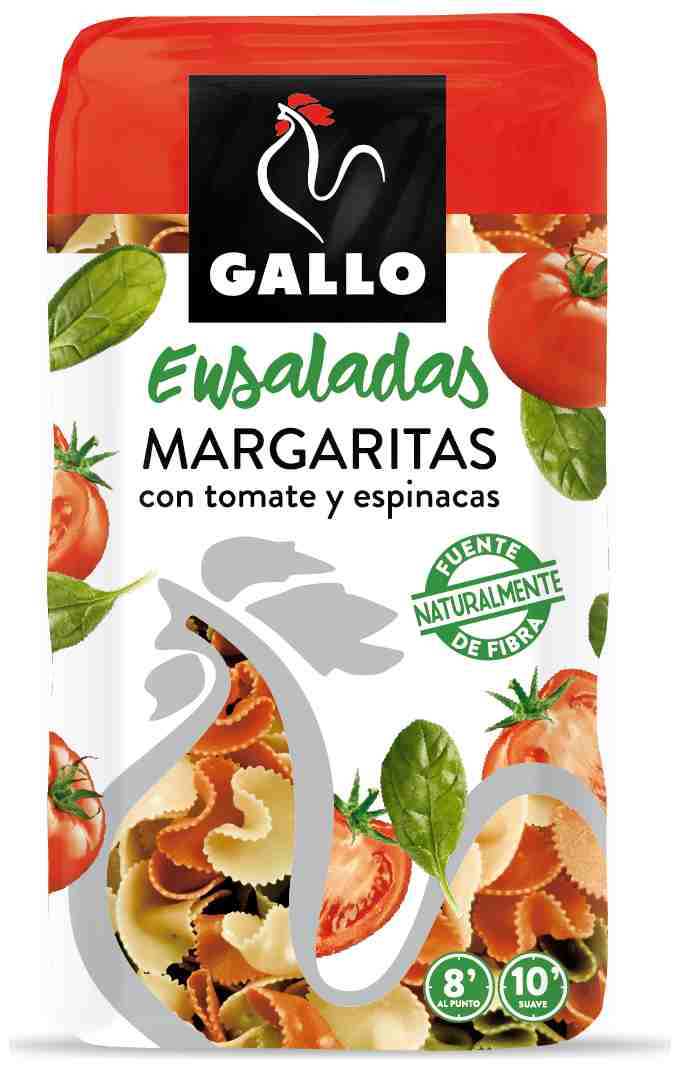 GALLO
Ensaladas
MARGARITAS
con tomate y espinacas
FUENTE
NATURALMENTE
DE FIBRA
8'
AL PUNTO
10'
SUAVE